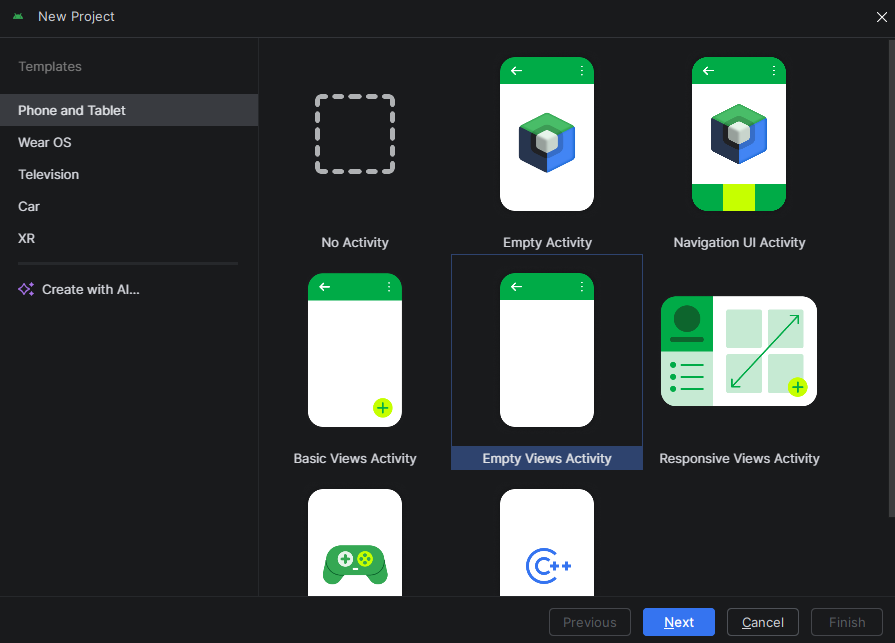 New Project
Templates
Phone and Tablet
Wear OS
Television
Car
XR
Create with AI...
No Activity
Empty Activity
Navigation UI Activity
Basic Views Activity
Empty Views Activity
Responsive Views Activity
C++
Previous
Next
Cancel
Finish